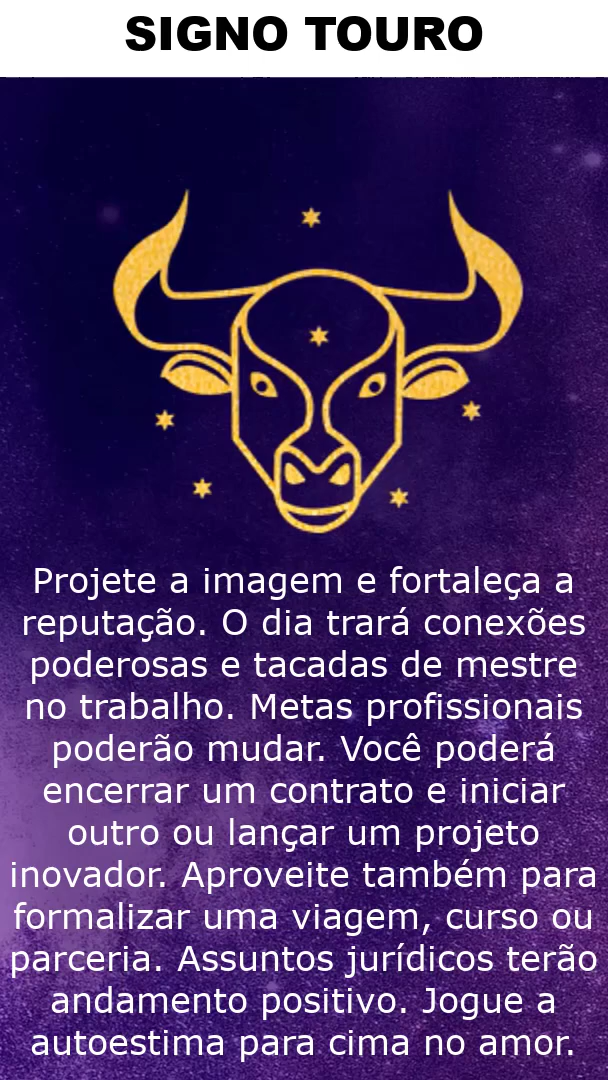 SIGNO TOURO
Projete a imagem e fortaleça a
reputação. O dia trará conexões
poderosas e tacadas de mestre
no trabalho. Metas profissionais
poderão mudar. Você poderá
encerrar um contrato e iniciar
outro ou lançar um projeto
inovador. Aproveite também para
formalizar uma viagem, curso ou
parceria. Assuntos jurídicos terão
andamento positivo. Jogue a
autoestima para cima no amor.